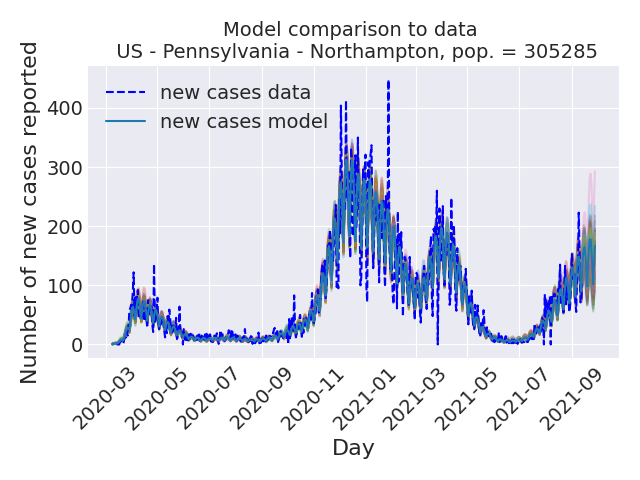 Model comparison to data
US - Pennsylvania - Northampton, pop. = 305285
Number of new cases reported
400
300
200
100
0
new cases data
new cases model
2020-03
2020-05
2020-07
2020-09
2020-11
2021-01
2021-03
2021-05
2021-07
2021-09
Day